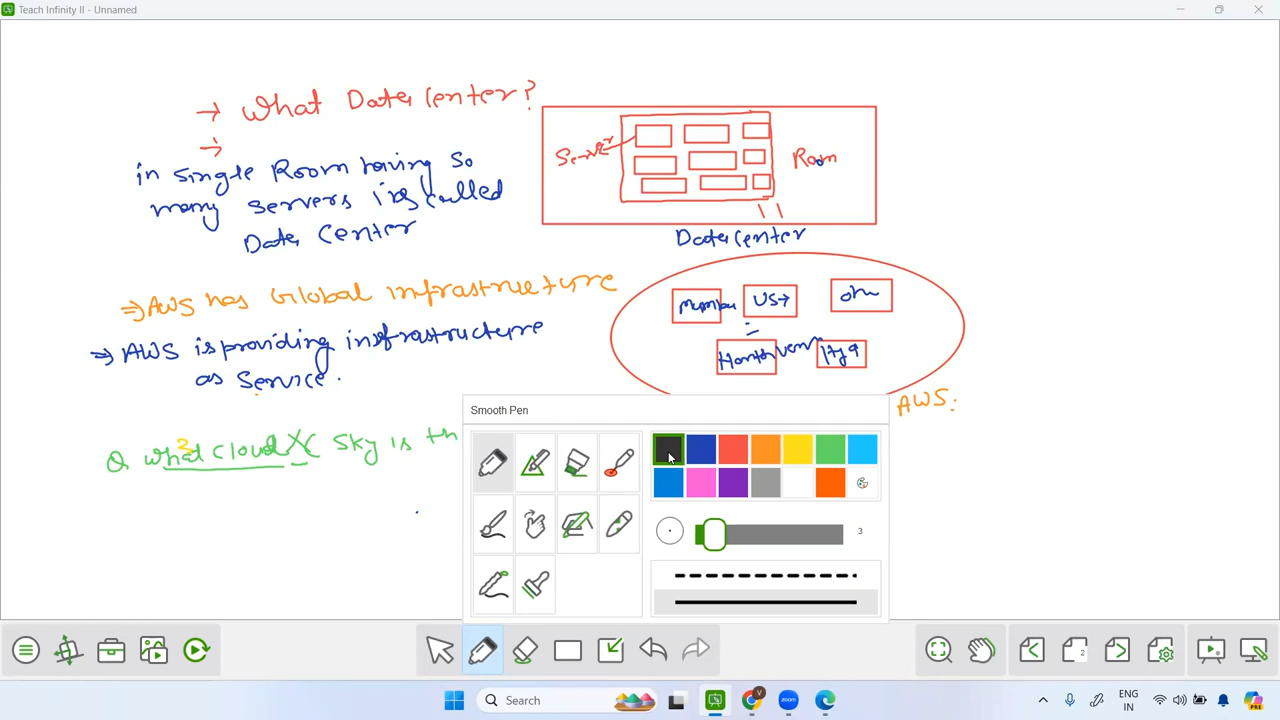 Teach Infinity II - Unnamed
→ What Data Center?
→
in single Room having so
many servers is called
Data Center
Server
Room
Data Center
⇒ AWS has Global infrastructure
⇒ AWS is providing infrastructure
as Service.
US
AWS:
Q what cloud X ( Sky is th
Smooth Pen
3
2
Search
ENG
IN